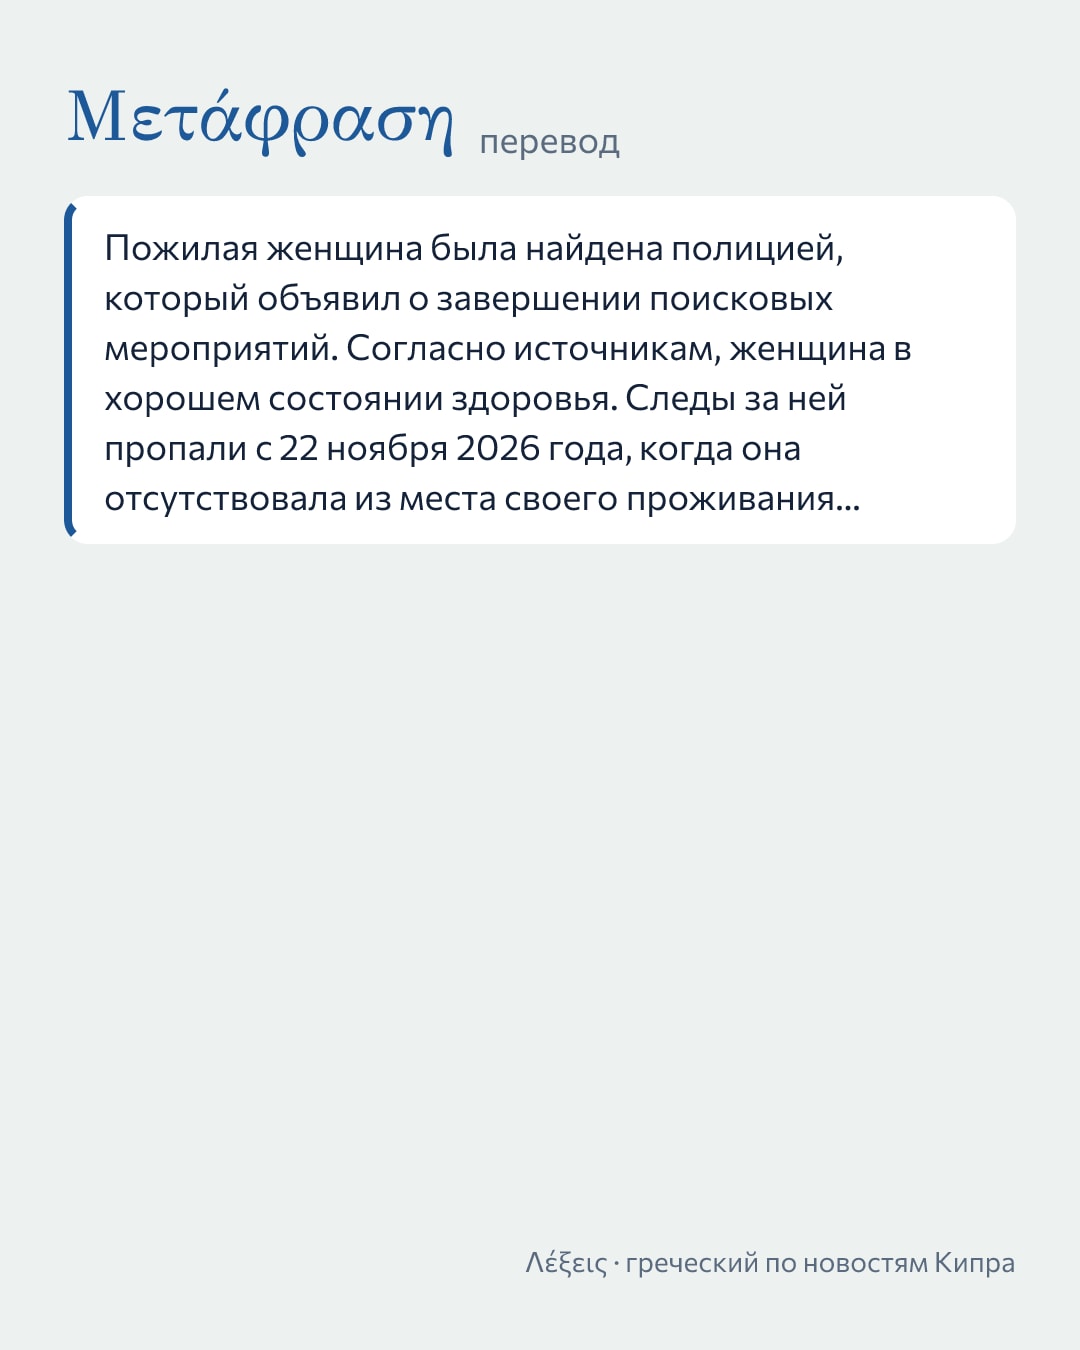 Μετάφραση перевод
Пожилая женщина была найдена полицией,
который объявил о завершении поисковых
мероприятий. Согласно источникам, женщина в
хорошем состоянии здоровья. Следы за ней
пропали с 22 ноября 2026 года, когда она
отсутствовала из места своего проживания...
Λέξεις · греческий по новостям Кипра